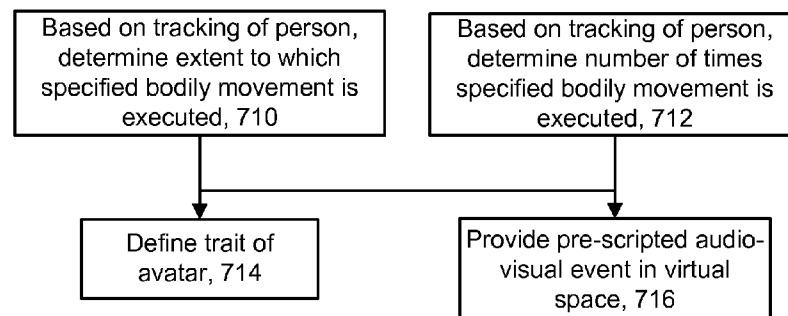 Based on tracking of person,
determine extent to which
specified bodily movement is
executed, 710
Based on tracking of person,
determine number of times
specified bodily movement is
executed, 712
Define trait of
avatar, 714
Provide pre-scripted audio-
visual event in virtual
space, 716